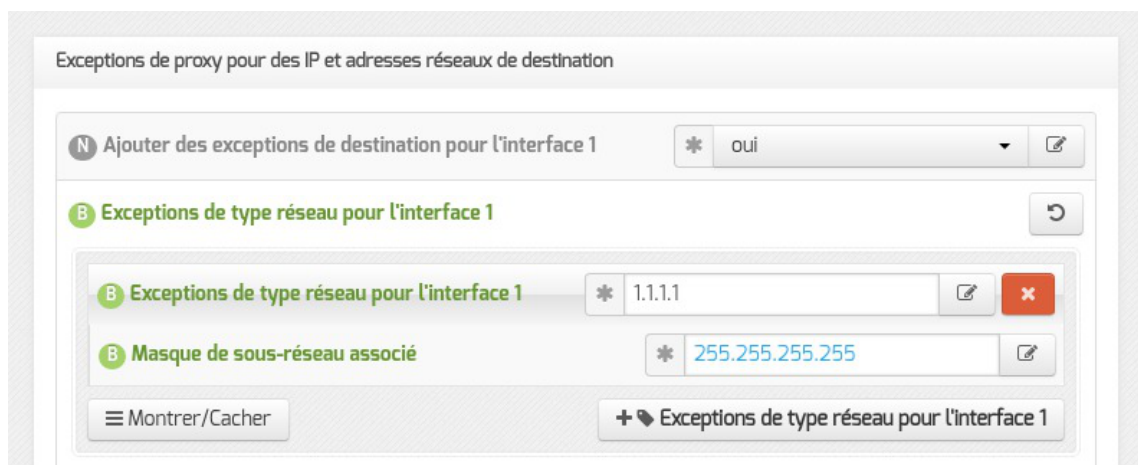 Exceptions de proxy pour des IP et adresses réseaux de destination
N Ajouter des exceptions de destination pour l'interface 1 * oui
B Exceptions de type réseau pour l'interface 1
B Exceptions de type réseau pour l'interface 1 * 1.1.1.1
B Masque de sous-réseau associé * 255.255.255.255
Montrer/Cacher + Exceptions de type réseau pour l'interface 1